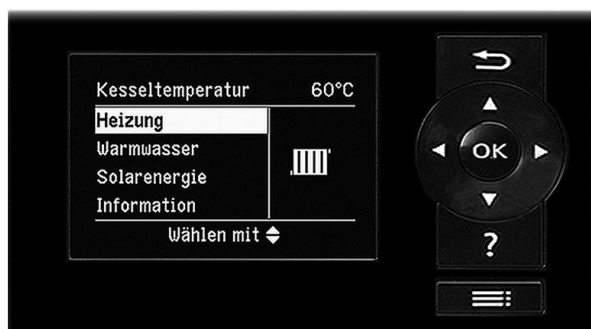 Kesseltemperatur 60°C
Heizung
Warmwasser
Solarenergie
Information
Wählen mit
OK
?